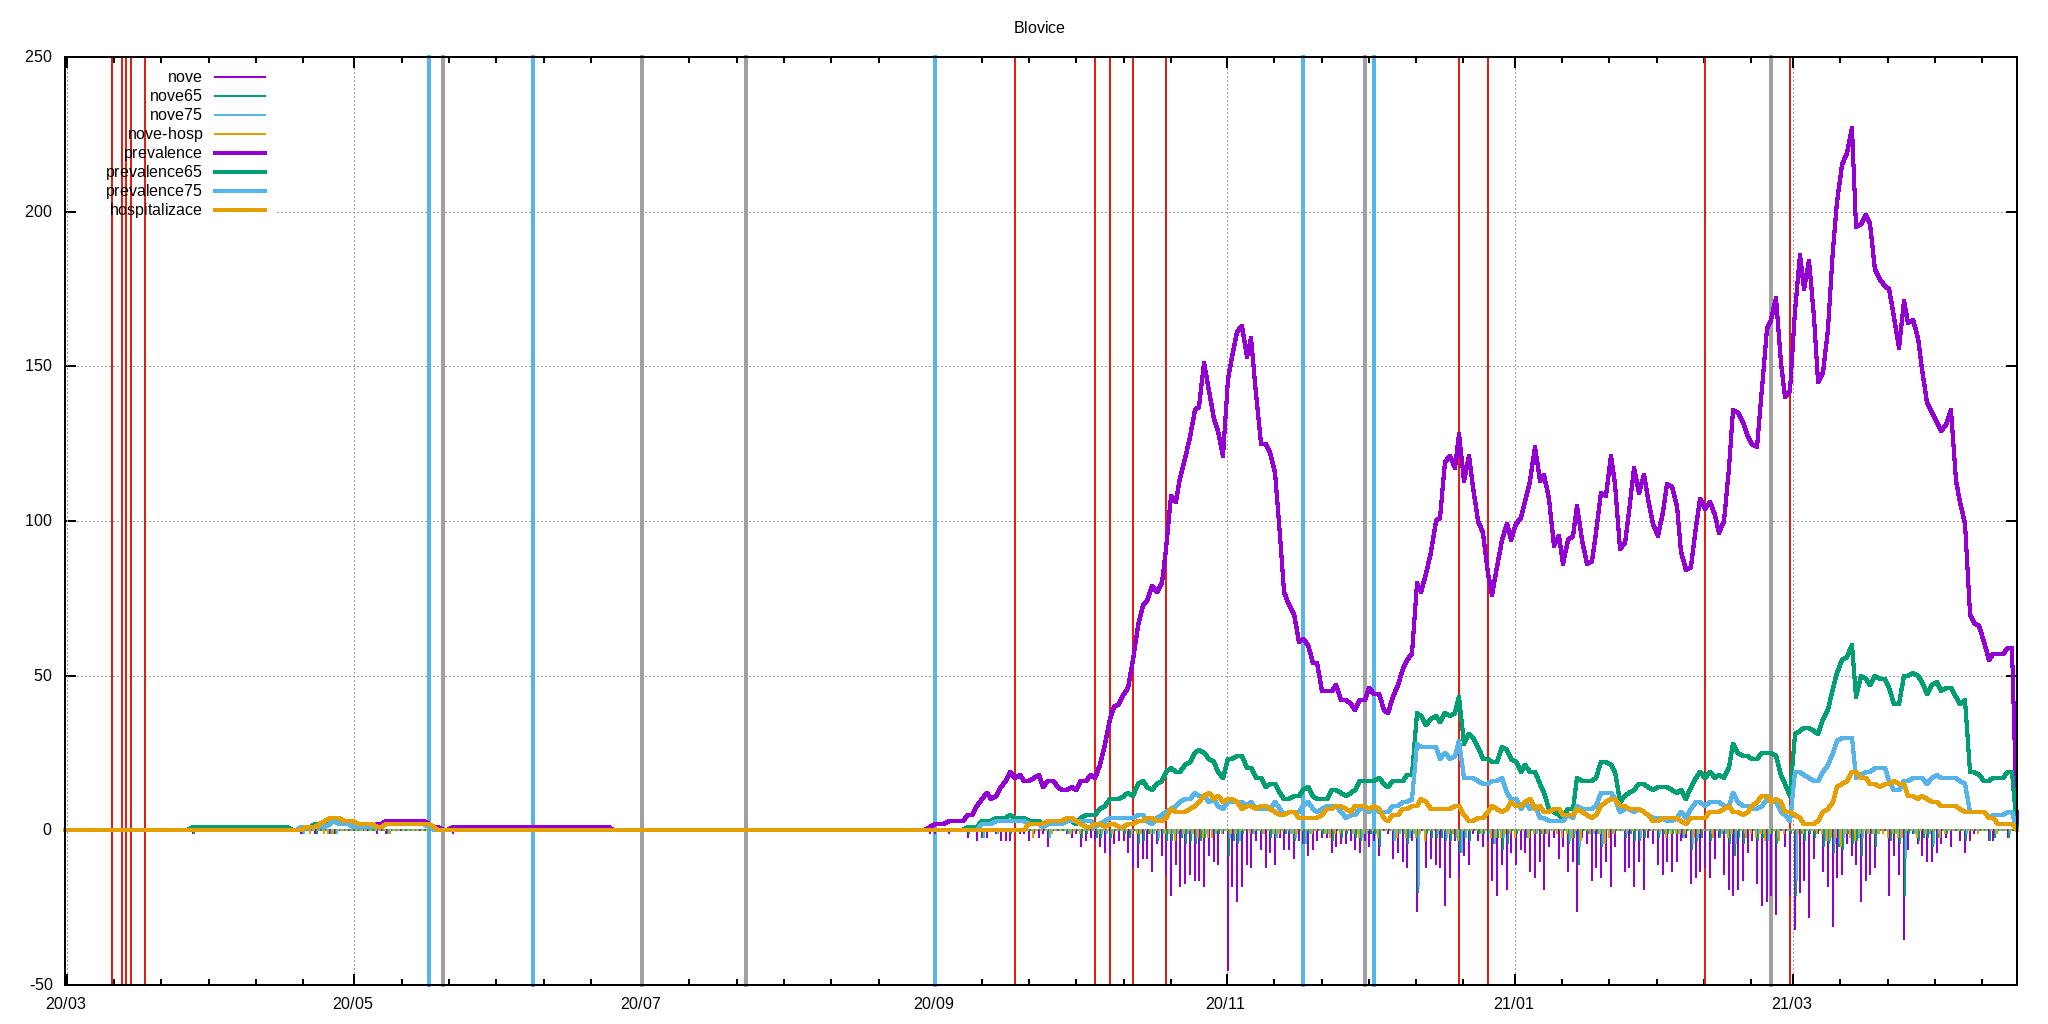 Blovice
250
200
150
100
50
0
-50
nove
nove65
nove75
nove-hosp
prevalence
prevalence65
prevalence75
hospitalizace
20/03 20/05 20/07 20/09 20/11 21/01 21/03